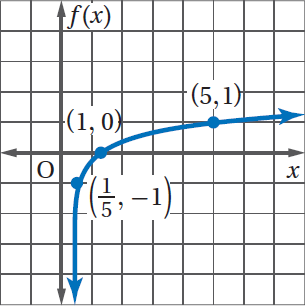 f(x)
(5, 1)
(1, 0)
O
x
(1/5, −1)